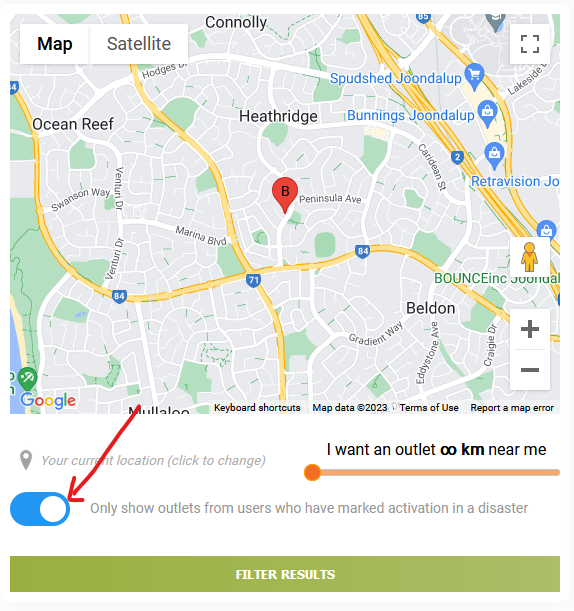 Connolly
85
Map Satellite
Hodges Dr
Lakeside
Spudshed Joondalup
84
Bunnings Joondalup
Ocean Reef
Heathridge
Caridean St
2
Venturi Dr
Retravision Jo
B
Swanson Way
Peninsula Ave
Marina Blvd
Venturi Dr
84
71
BOUNCEinc Joondal
84
Beldon
Gradient Way
Eddystone Ave
Craigie Dr
Google
Mullaloo
Keyboard shortcuts Map data ©2023 Terms of Use Report a map error
I want an outlet ∞ km near me
Your current location (click to change)
Only show outlets from users who have marked activation in a disaster
FILTER RESULTS